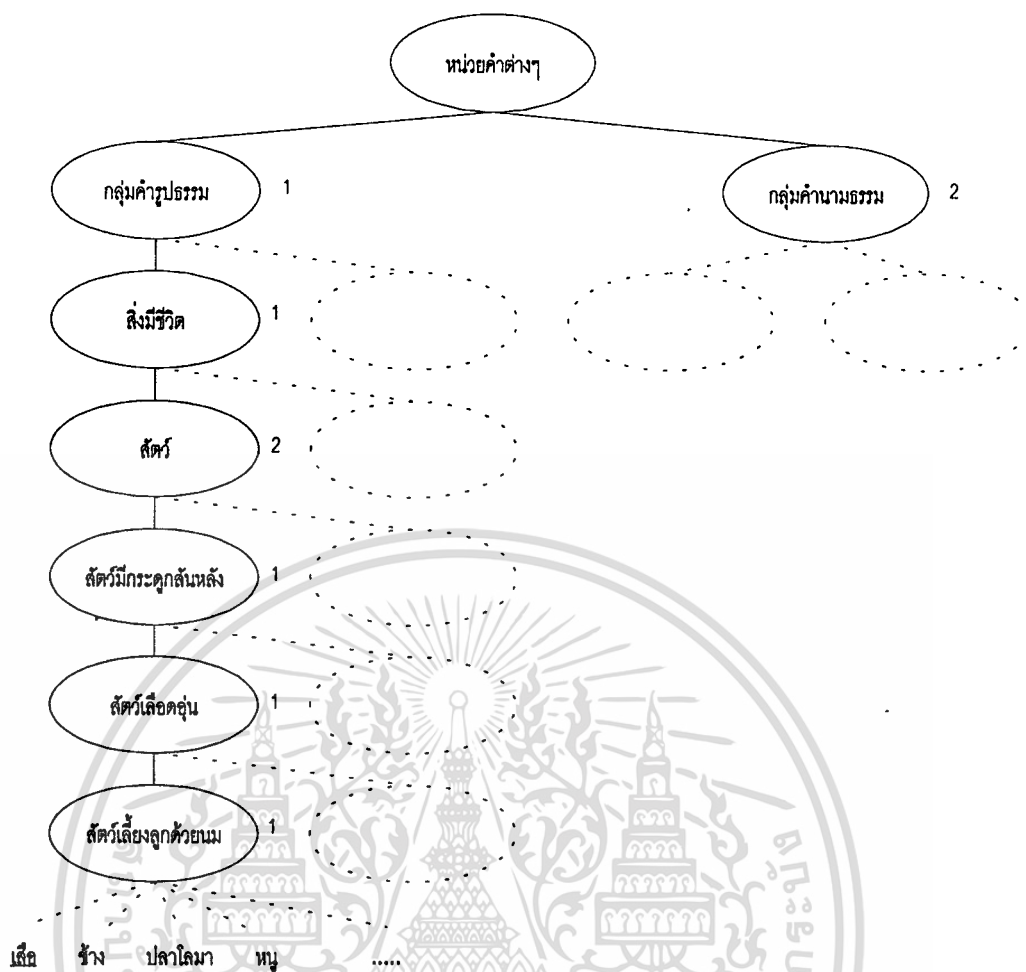 หน่วยคำต่างๆ
กลุ่มคำรูปธรรม 1
กลุ่มคำนามธรรม 2
สิ่งมีชีวิต 1
สัตว์ 2
สัตว์มีกระดูกสันหลัง 1
สัตว์เลือดอุ่น 1
สัตว์เลี้ยงลูกด้วยนม 1
เสือ ช้าง ปลาโลมา หนู .....